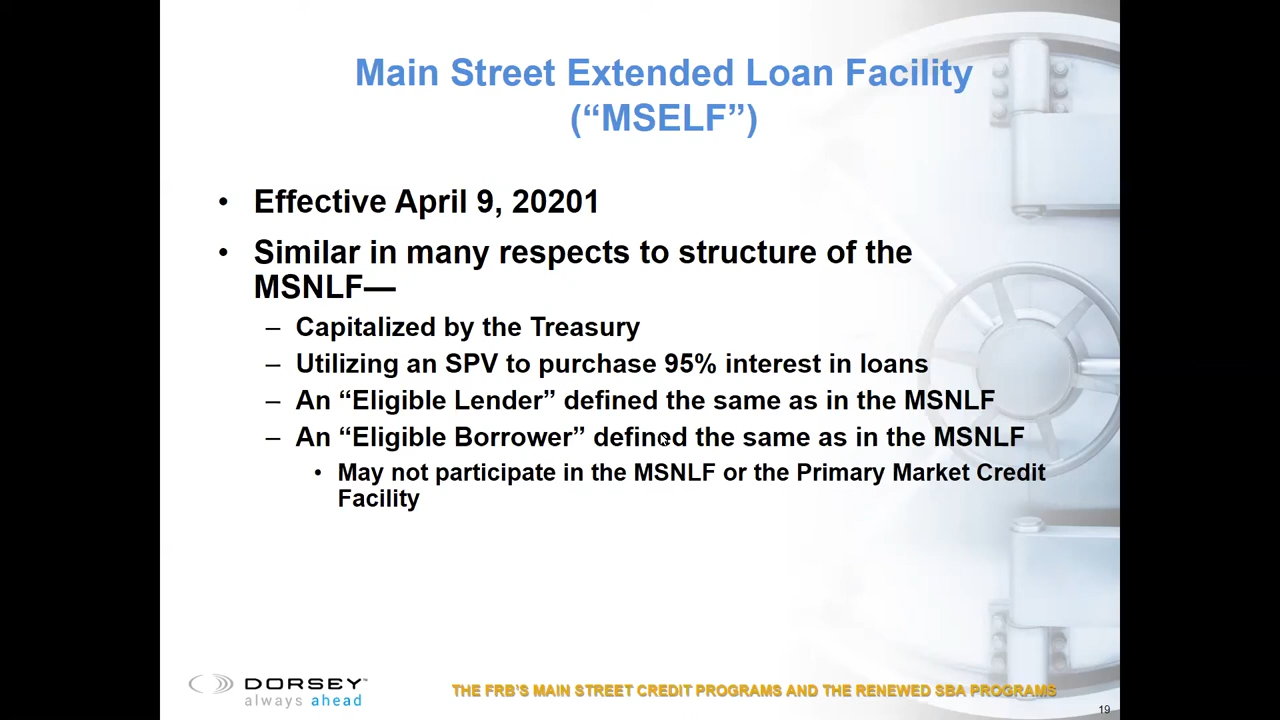 Main Street Extended Loan Facility
(“MSELF”)
• Effective April 9, 20201
• Similar in many respects to structure of the
MSNLF—
– Capitalized by the Treasury
– Utilizing an SPV to purchase 95% interest in loans
– An “Eligible Lender” defined the same as in the MSNLF
– An “Eligible Borrower” defined the same as in the MSNLF
• May not participate in the MSNLF or the Primary Market Credit
Facility
DORSEY™
always ahead
THE FRB’S MAIN STREET CREDIT PROGRAMS AND THE RENEWED SBA PROGRAMS
19